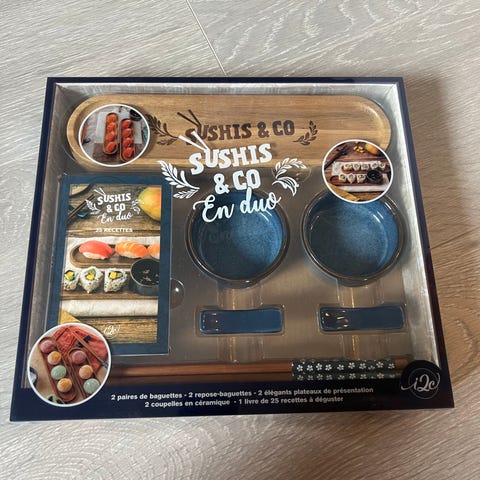 SUSHIS & CO
SUSHIS
& CO
En duo
SUSHIS
& CO
En duo
25 RECETTES
i2c
i2c
2 paires de baguettes - 2 repose-baguettes - 2 élégants plateaux de présentation
2 coupelles en céramique - 1 livre de 25 recettes à déguster